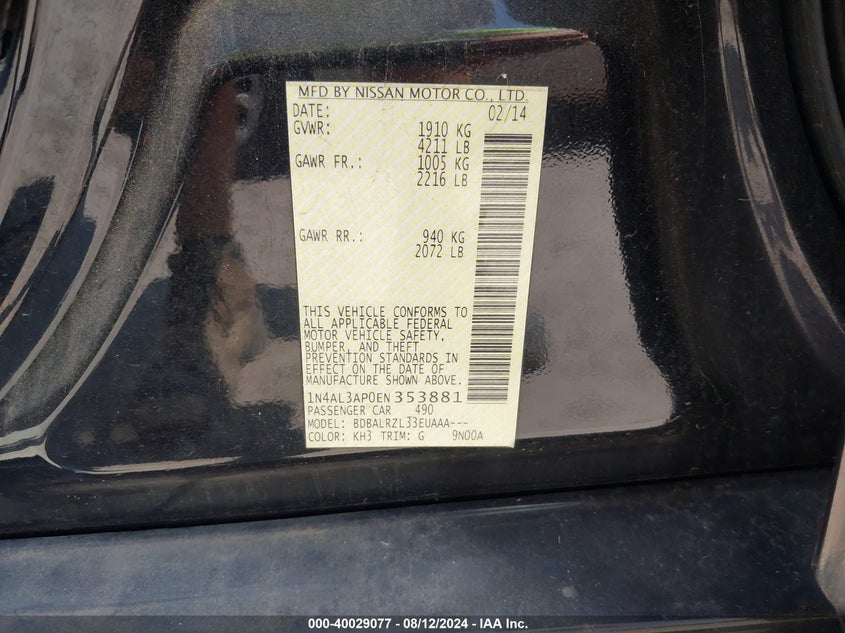 MFD BY NISSAN MOTOR CO., LTD.
DATE: 02/14
GVWR: 1910 KG
4211 LB
GAWR FR.: 1005 KG
2216 LB
GAWR RR.: 940 KG
2072 LB
THIS VEHICLE CONFORMS TO
ALL APPLICABLE FEDERAL
MOTOR VEHICLE SAFETY,
BUMPER, AND THEFT
PREVENTION STANDARDS IN
EFFECT ON THE DATE OF
MANUFACTURE SHOWN ABOVE.
1N4AL3AP0EN 353881
PASSENGER CAR 490
MODEL: BDBALRZL33EUAAA---
COLOR: KH3 TRIM: G 9N00A
000-40029077 - 08/12/2024 - IAA Inc.